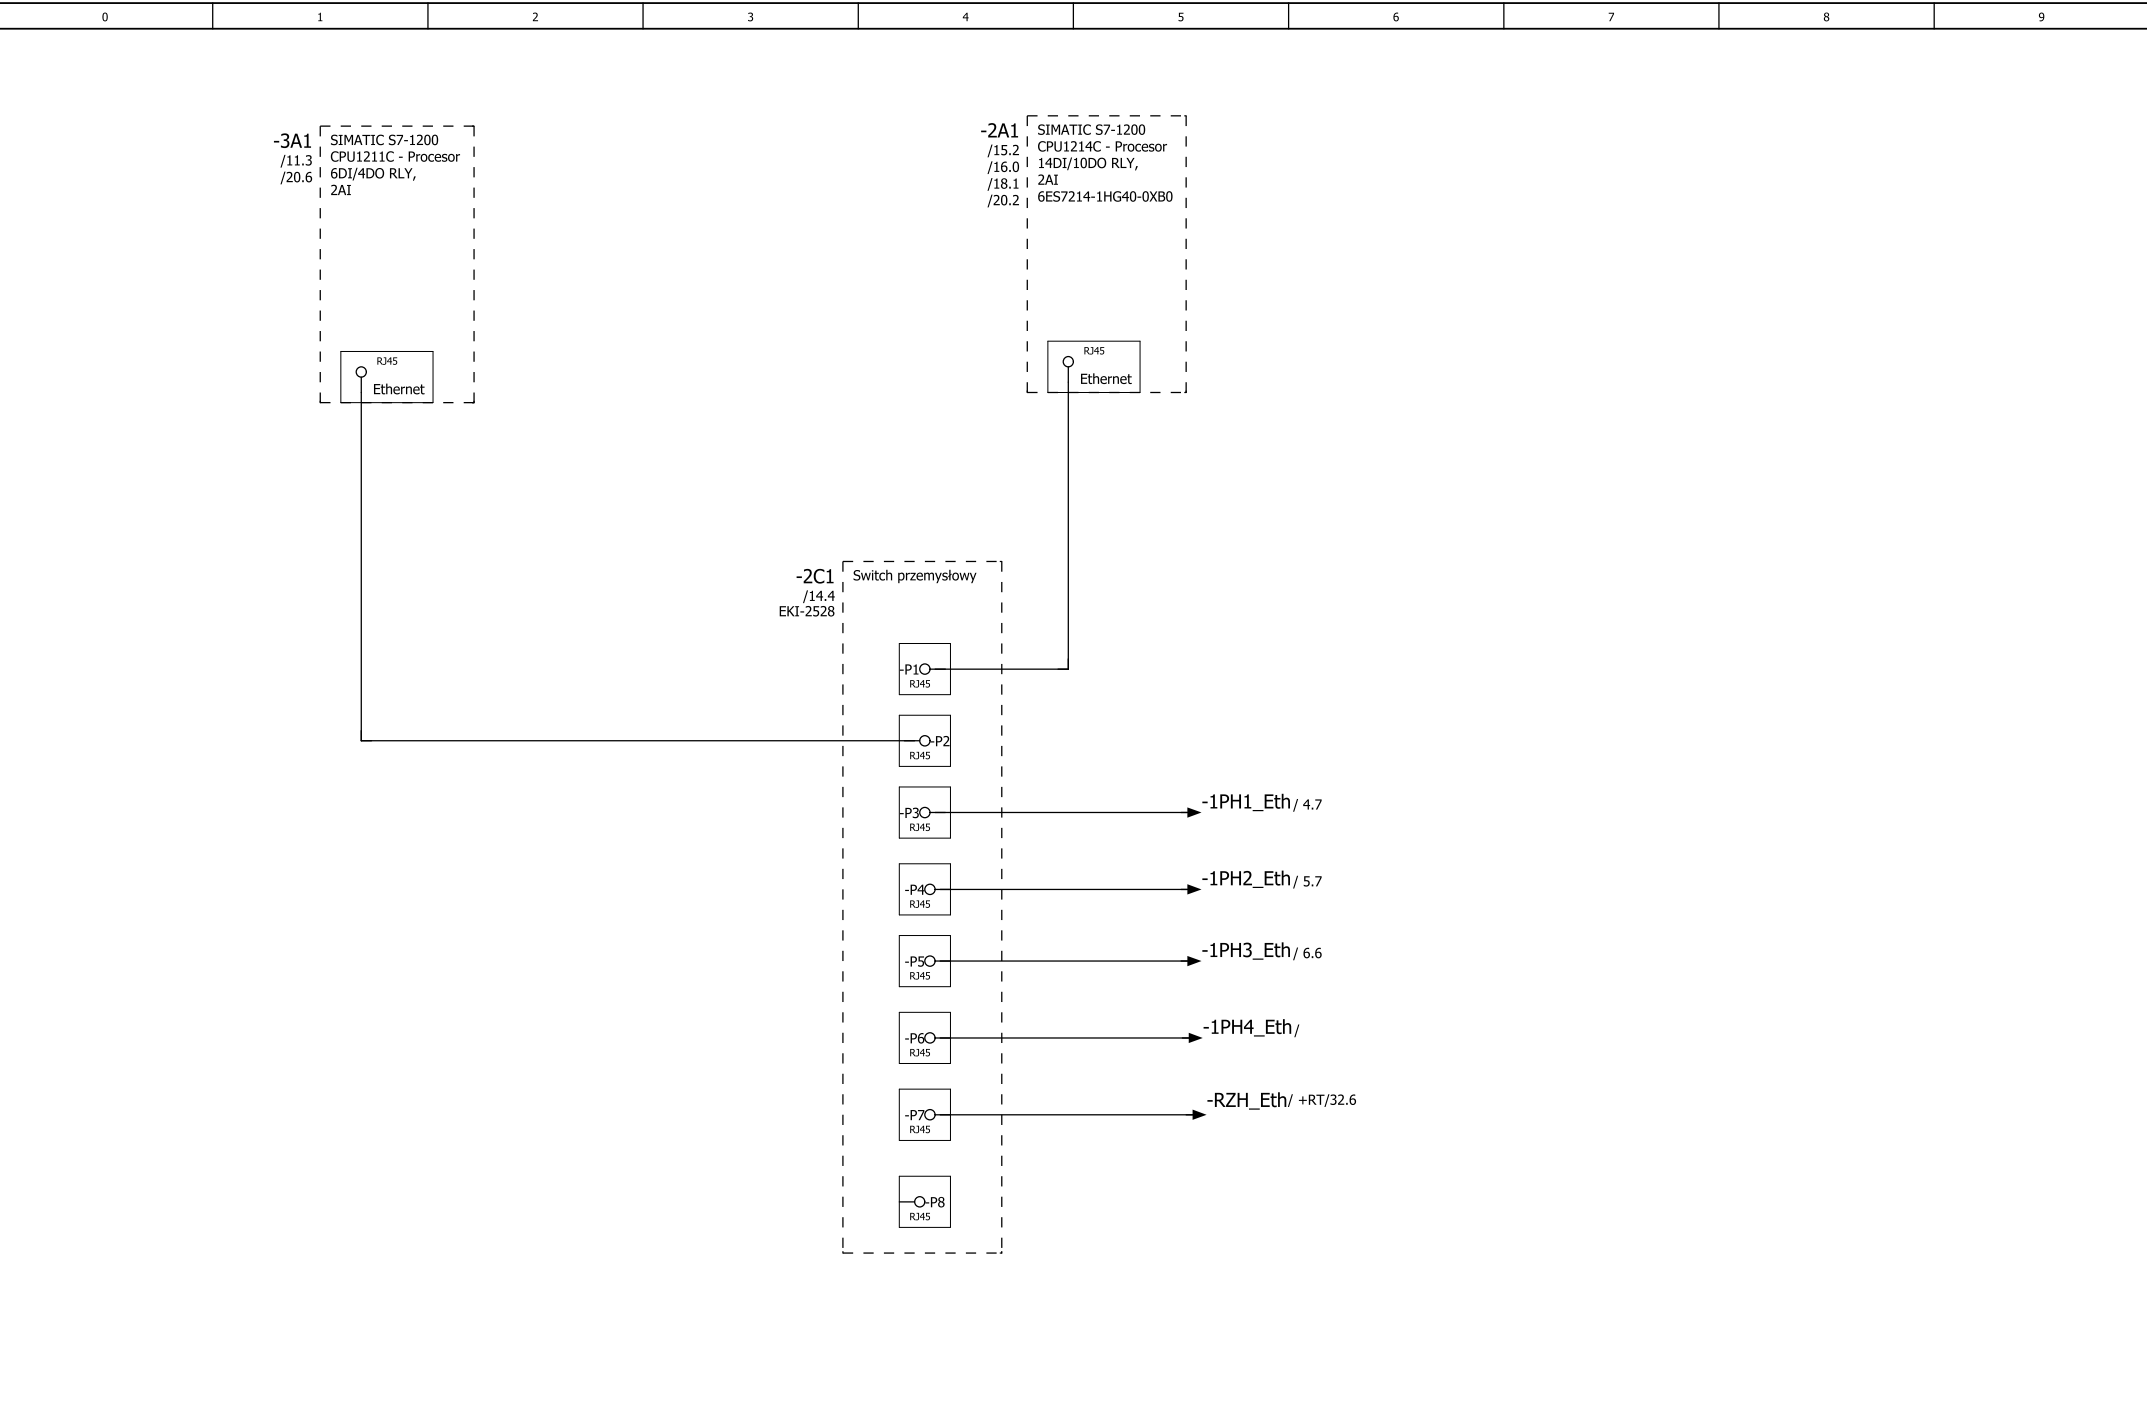 0 1 2 3 4 5 6 7 8 9
-3A1
/11.3
/20.6
SIMATIC S7-1200
CPU1211C - Procesor
6DI/4DO RLY,
2AI
RJ45
Ethernet
-2A1
/15.2
/16.0
/18.1
/20.2
SIMATIC S7-1200
CPU1214C - Procesor
14DI/10DO RLY,
2AI
6ES7214-1HG40-0XB0
RJ45
Ethernet
-2C1
/14.4
EKI-2528
Switch przemysłowy
-P1
RJ45
-P2
RJ45
-P3
RJ45
-1PH1_Eth/ 4.7
-P4
RJ45
-1PH2_Eth/ 5.7
-P5
RJ45
-1PH3_Eth/ 6.6
-P6
RJ45
-1PH4_Eth/
-P7
RJ45
-RZH_Eth/ +RT/32.6
-P8
RJ45